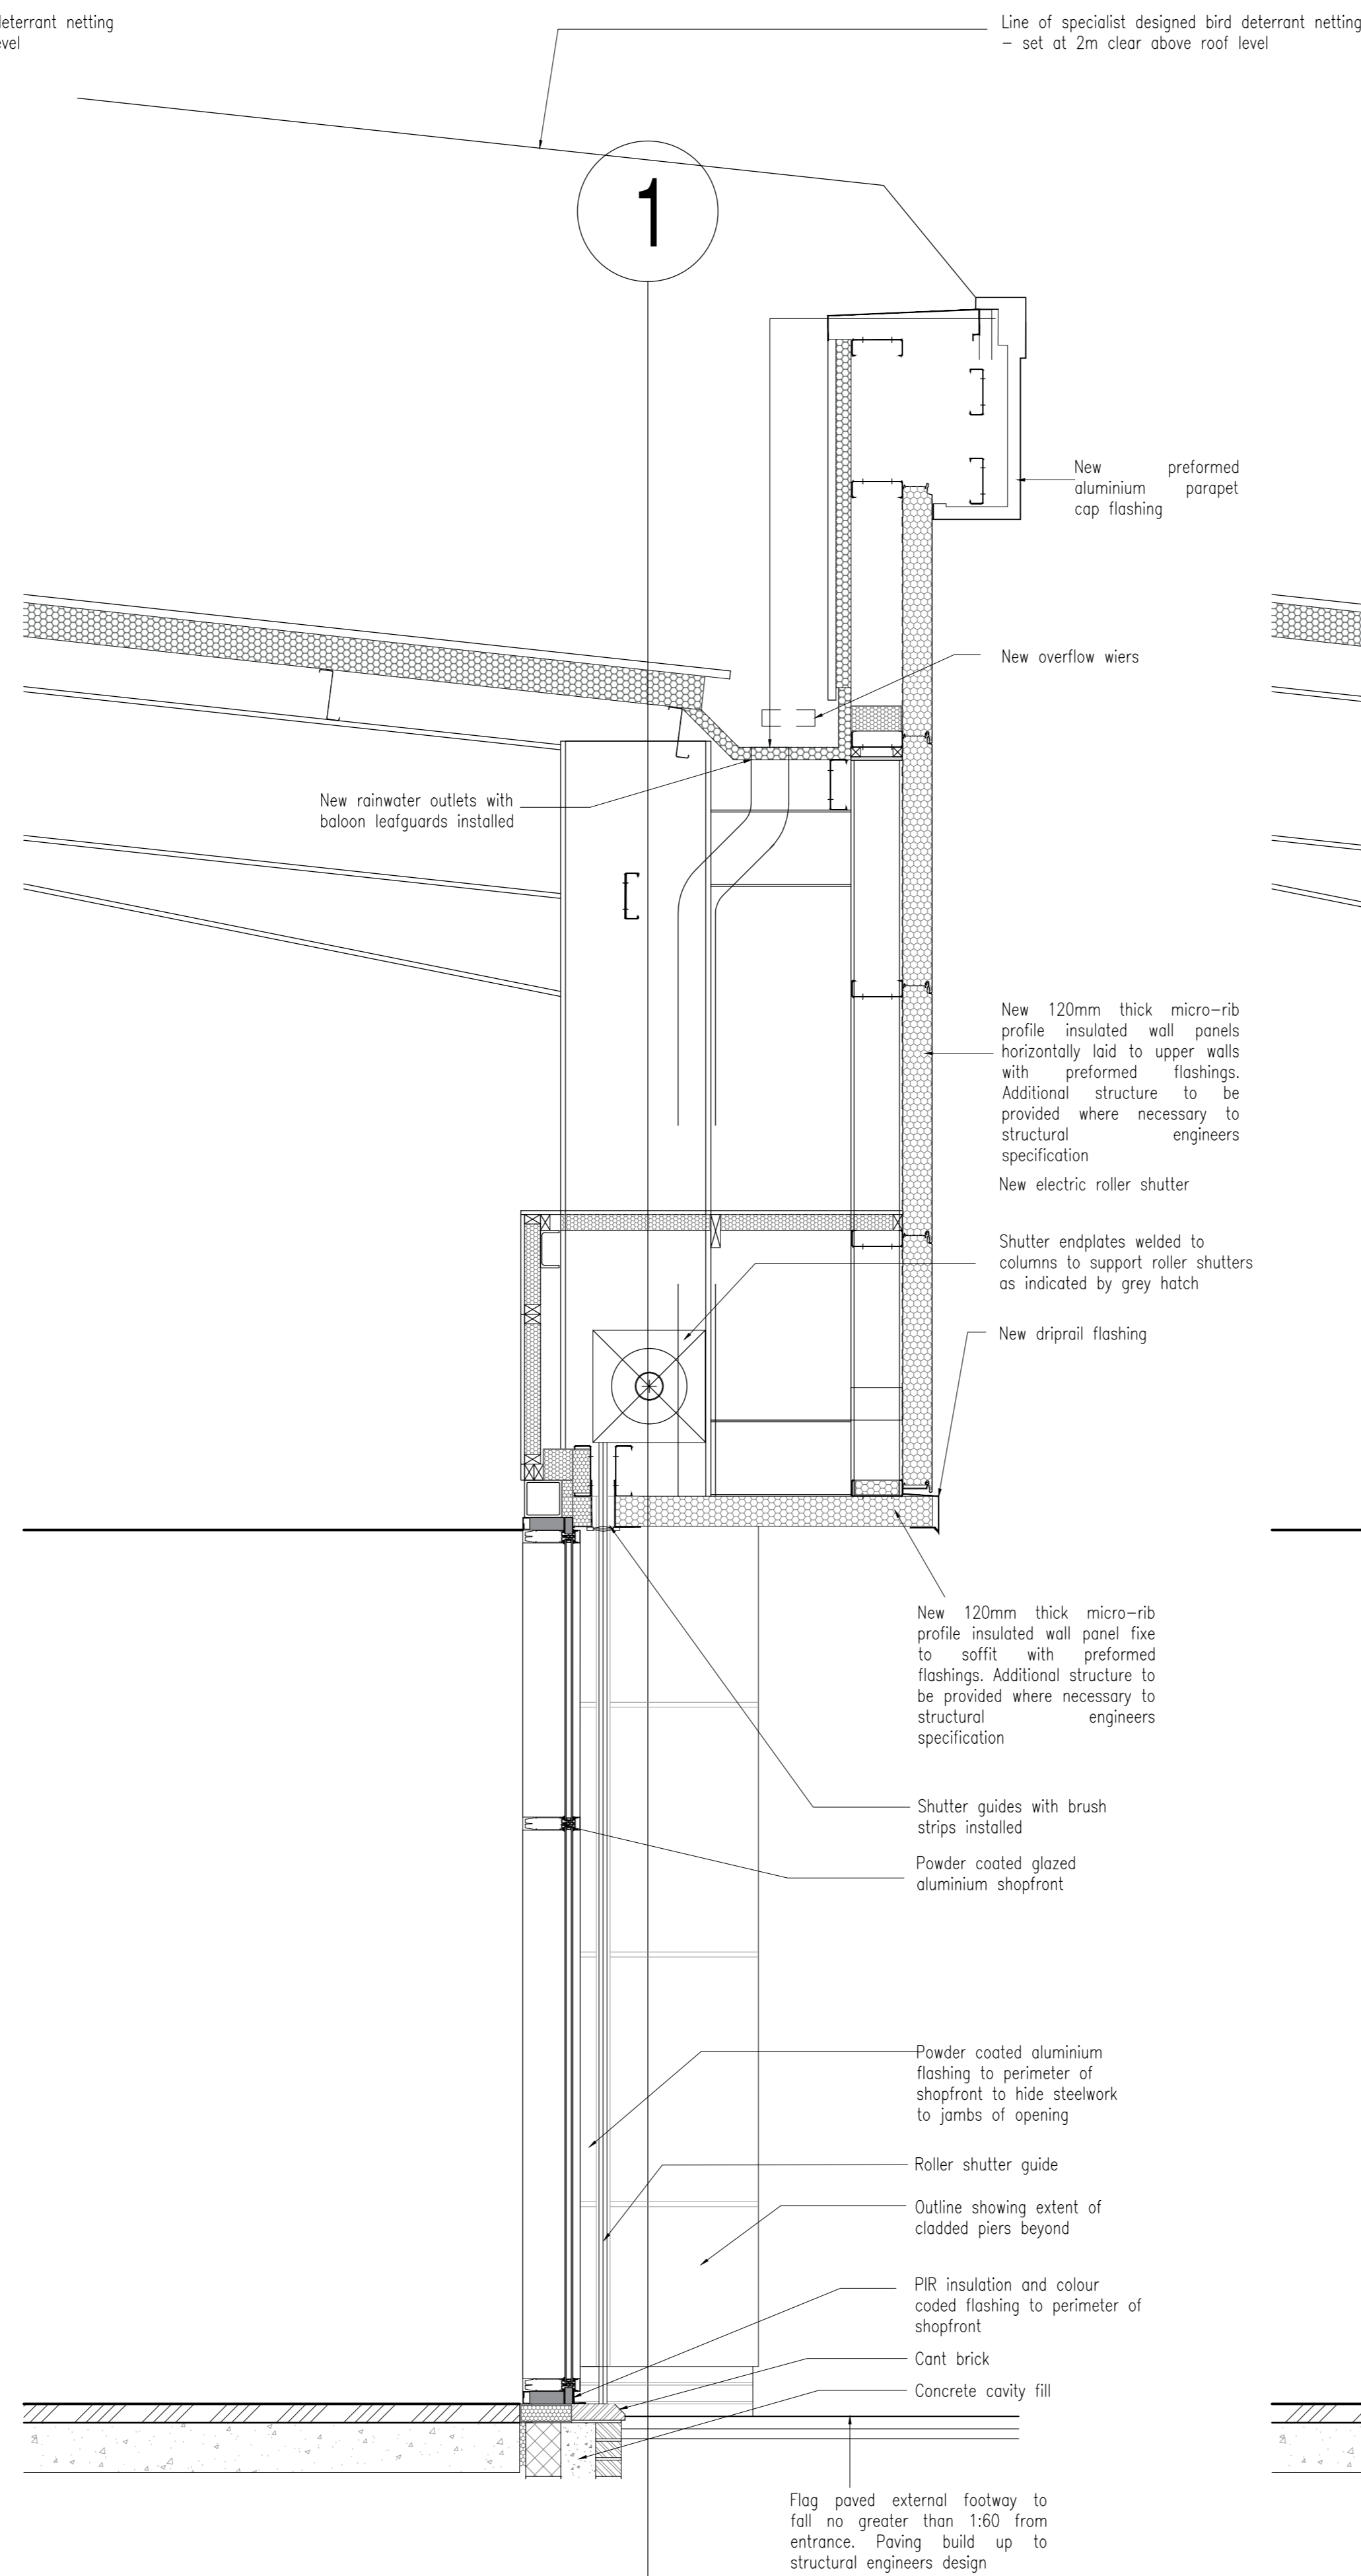 deterrant netting
evel
Line of specialist designed bird deterrant netting
– set at 2m clear above roof level
1
New preformed
aluminium parapet
cap flashing
New overflow wiers
New rainwater outlets with
baloon leafguards installed
New 120mm thick micro–rib
profile insulated wall panels
horizontally laid to upper walls
with preformed flashings.
Additional structure to be
provided where necessary to
structural engineers
specification
New electric roller shutter
Shutter endplates welded to
columns to support roller shutters
as indicated by grey hatch
New driprail flashing
New 120mm thick micro–rib
profile insulated wall panel fixe
to soffit with preformed
flashings. Additional structure to
be provided where necessary to
structural engineers
specification
Shutter guides with brush
strips installed
Powder coated glazed
aluminium shopfront
Powder coated aluminium
flashing to perimeter of
shopfront to hide steelwork
to jambs of opening
Roller shutter guide
Outline showing extent of
cladded piers beyond
PIR insulation and colour
coded flashing to perimeter of
shopfront
Cant brick
Concrete cavity fill
Flag paved external footway to
fall no greater than 1:60 from
entrance. Paving build up to
structural engineers design